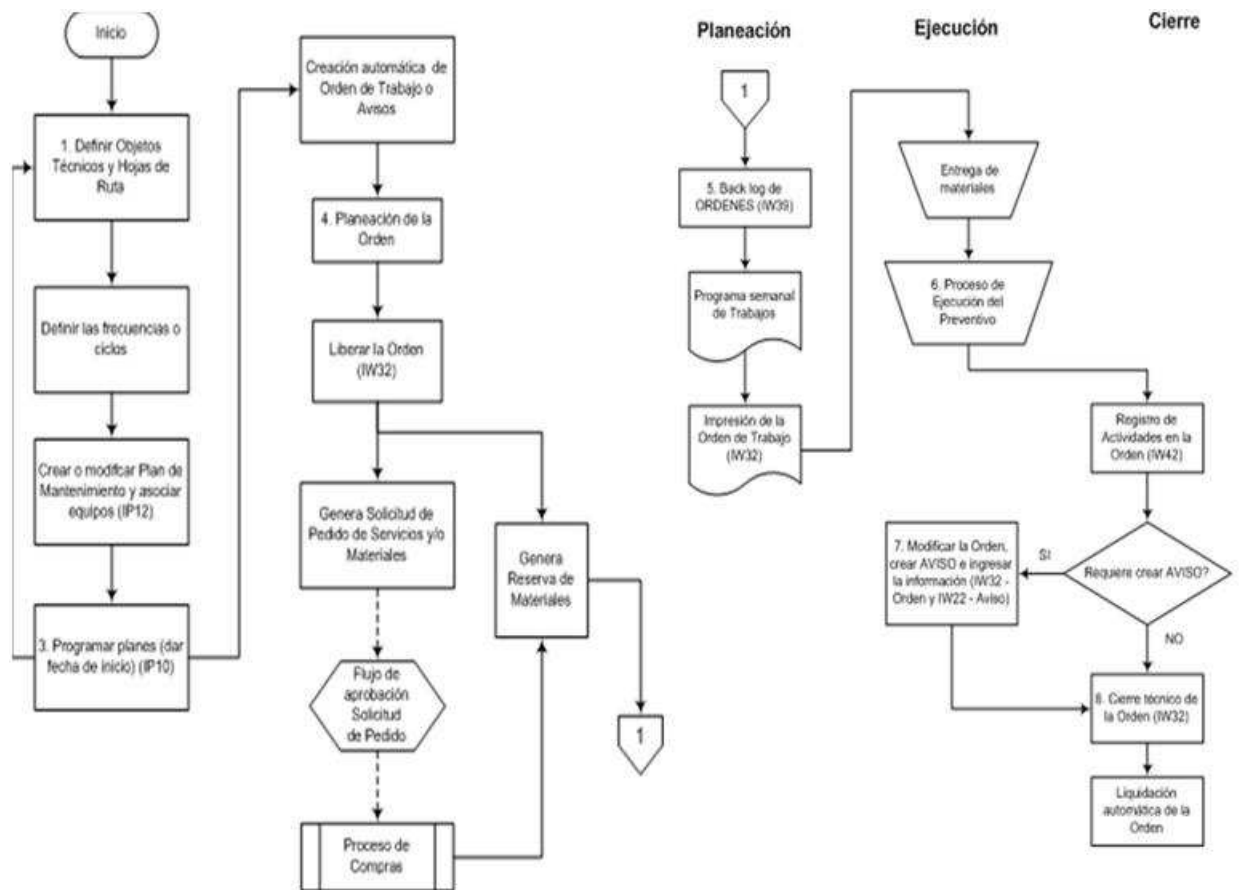 Inicio
1. Definir Objetos
Técnicos y Hojas de
Ruta
Definir las frecuencias o
ciclos
Crear o modifcar Plan de
Mantenimiento y asociar
equipos (IP12)
3. Programar planes (dar
fecha de inicio) (IP10)
Creación automática de
Orden de Trabajo o
Avisos
4. Planeación de la
Orden
Liberar la Orden
(IW32)
Genera Solicitud de
Pedido de Servicios y/o
Materiales
Flujo de
aprobación
Solicitud
de Pedido
Proceso de
Compras
Genera
Reserva de
Materiales
1
Planeación
1
5. Back log de
ORDENES (IW39)
Programa semanal
de Trabajos
Impresión de la
Orden de Trabajo
(IW32)
Ejecución
Entrega de
materiales
6. Proceso de
Ejecución del
Preventivo
Cierre
Registro de
Actividades en la
Orden (IW42)
Requiere crear AVISO?
SI
7. Modificar la Orden,
crear AVISO e ingresar
la información (IW32 -
Orden y IW22 - Aviso)
NO
8. Cierre técnico de
la Orden (IW32)
Liquidación
automática de la
Orden